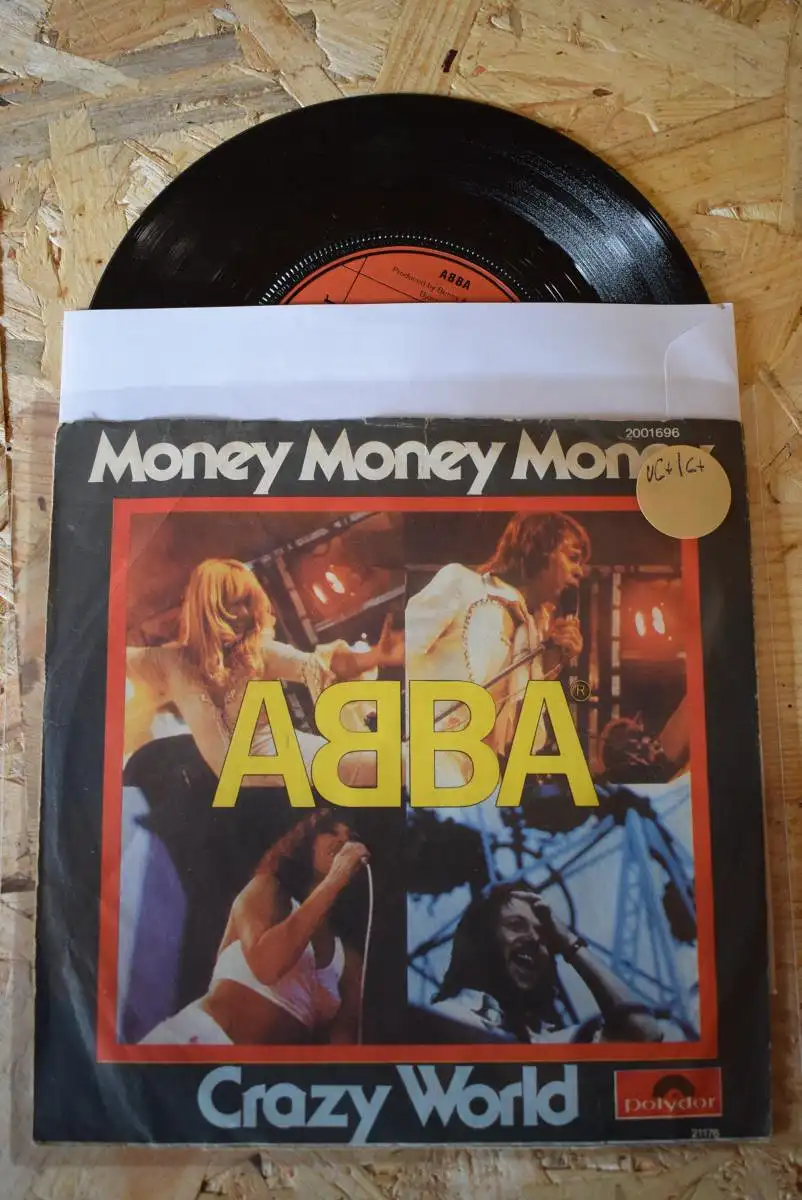 ABBA
Produced by Benny
2001696
Money Money Money
VG+/G+
ABBA®
Crazy World
Polydor
21176